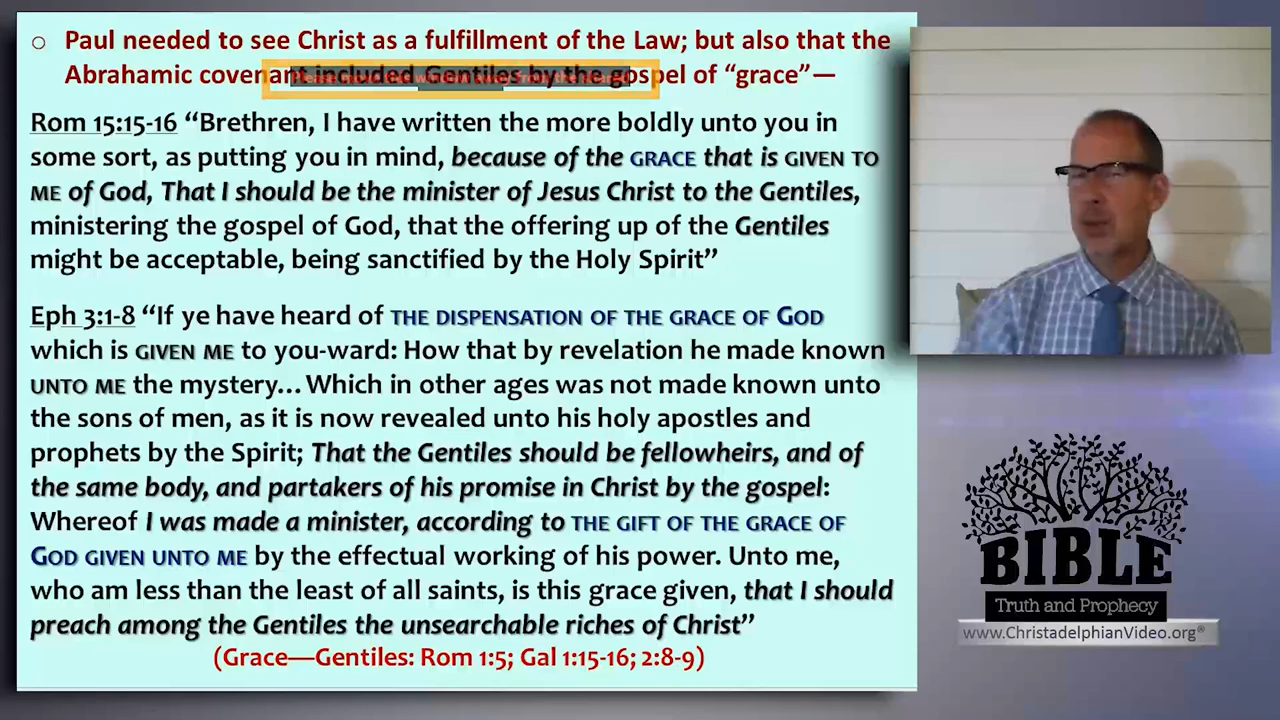 Paul needed to see Christ as a fulfillment of the Law; but also that the
Abrahamic covenant included Gentiles by the gospel of “grace”—
Rom 15:15-16 “Brethren, I have written the more boldly unto you in
some sort, as putting you in mind, because of the GRACE that is GIVEN TO
ME of God, That I should be the minister of Jesus Christ to the Gentiles,
ministering the gospel of God, that the offering up of the Gentiles
might be acceptable, being sanctified by the Holy Spirit”
Eph 3:1-8 “If ye have heard of THE DISPENSATION OF THE GRACE OF GOD
which is GIVEN ME to you-ward: How that by revelation he made known
UNTO ME the mystery...Which in other ages was not made known unto
the sons of men, as it is now revealed unto his holy apostles and
prophets by the Spirit; That the Gentiles should be fellowheirs, and of
the same body, and partakers of his promise in Christ by the gospel:
Whereof I was made a minister, according to THE GIFT OF THE GRACE OF
GOD GIVEN UNTO ME by the effectual working of his power. Unto me,
who am less than the least of all saints, is this grace given, that I should
preach among the Gentiles the unsearchable riches of Christ”
(Grace—Gentiles: Rom 1:5; Gal 1:15-16; 2:8-9)
BIBLE
Truth and Prophecy
www.ChristadelphianVideo.org®